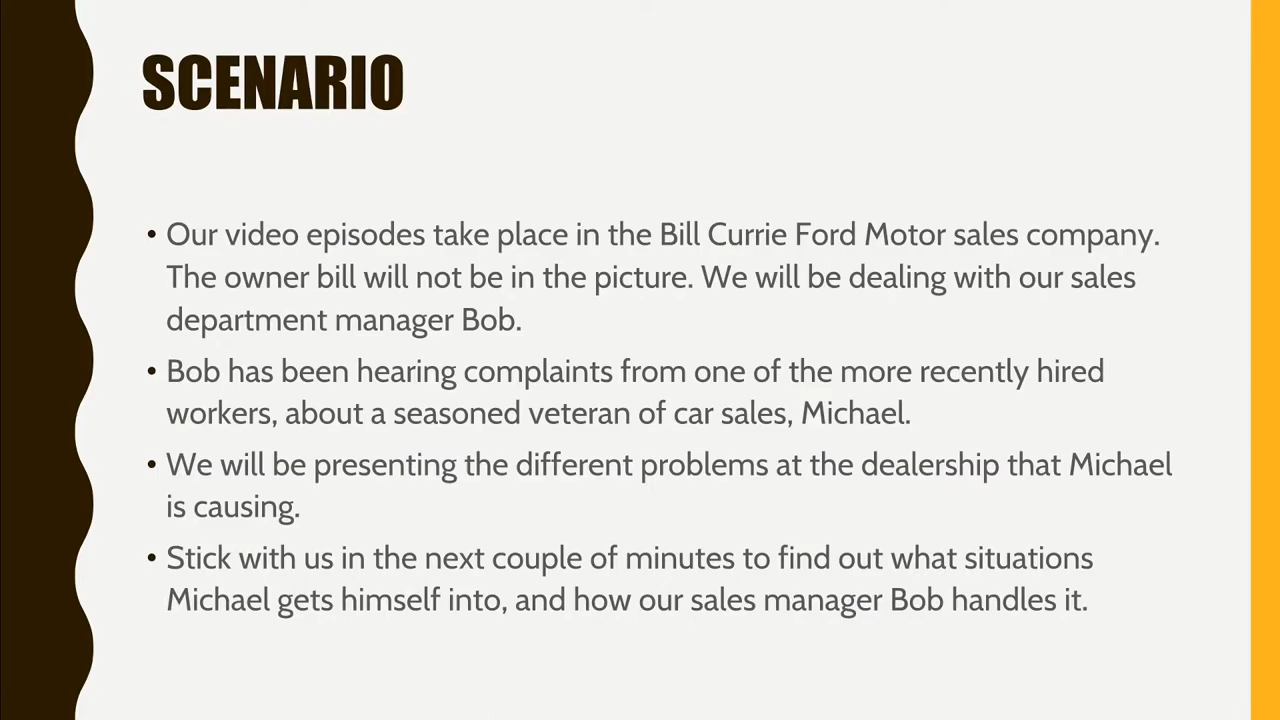 SCENARIO
• Our video episodes take place in the Bill Currie Ford Motor sales company.
The owner bill will not be in the picture. We will be dealing with our sales
department manager Bob.
• Bob has been hearing complaints from one of the more recently hired
workers, about a seasoned veteran of car sales, Michael.
• We will be presenting the different problems at the dealership that Michael
is causing.
• Stick with us in the next couple of minutes to find out what situations
Michael gets himself into, and how our sales manager Bob handles it.